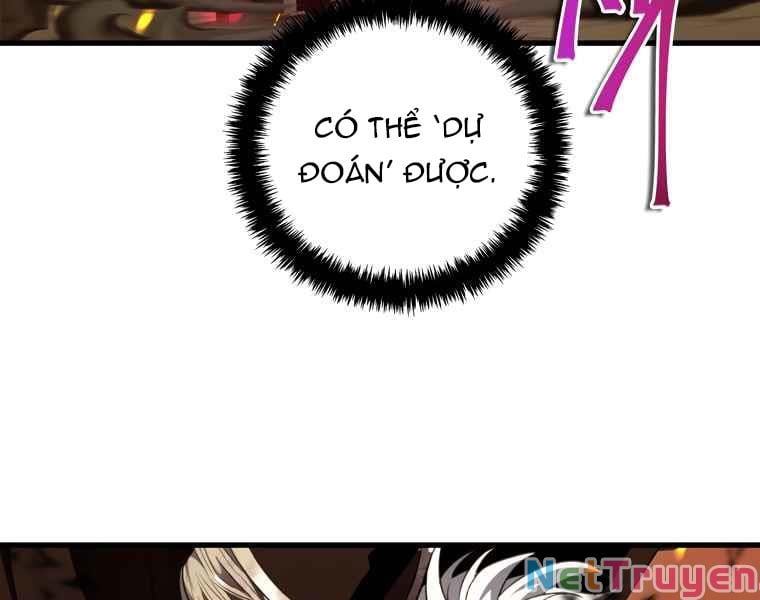 CÓ THỂ ‘DỰ
ĐOÁN’ ĐƯỢC.
NetTruyen